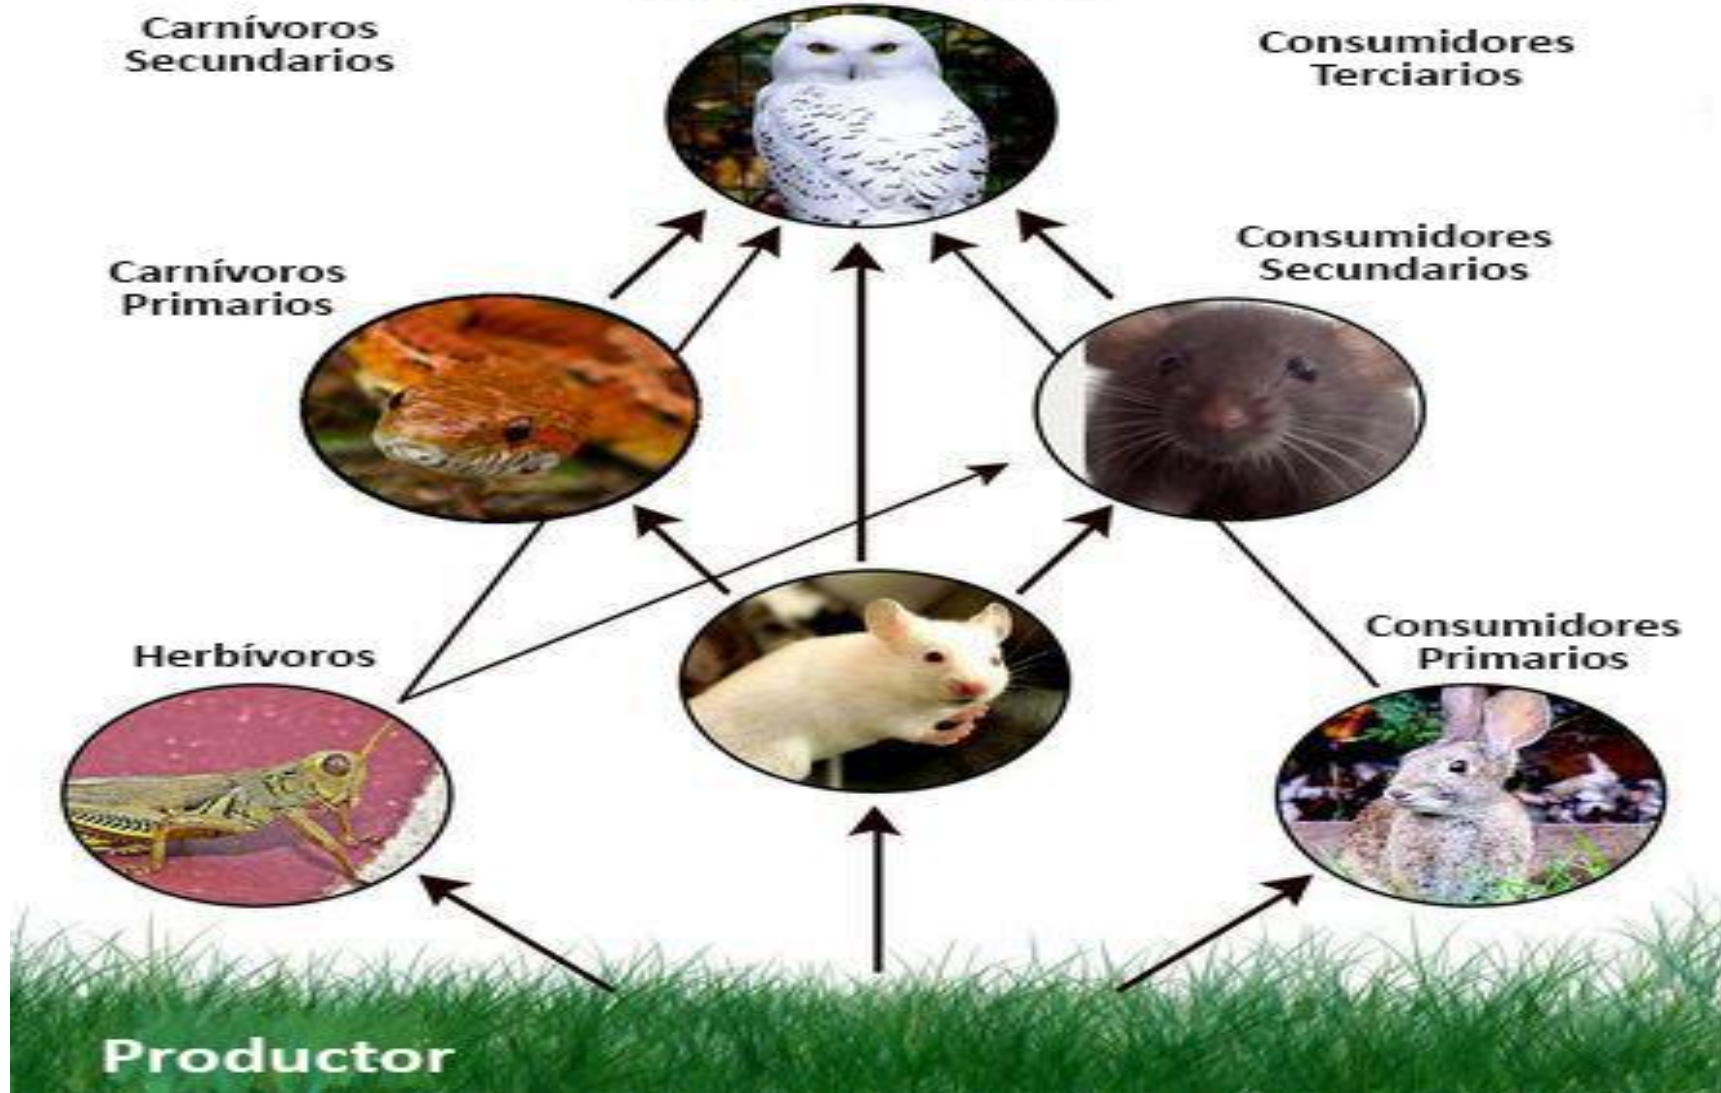 Carnívoros
Secundarios
Consumidores
Terciarios
Consumidores
Secundarios
Carnívoros
Primarios
Consumidores
Primarios
Herbívoros
Productor